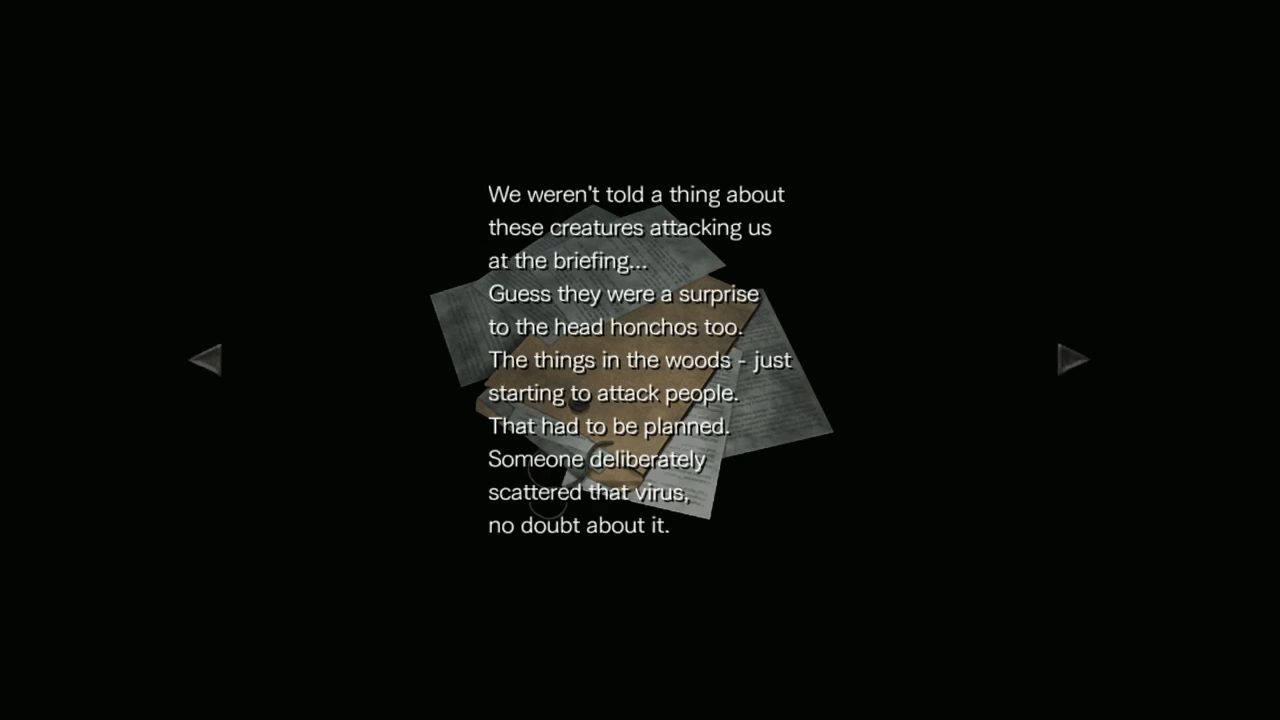 We weren't told a thing about
these creatures attacking us
at the briefing...
Guess they were a surprise
to the head honchos too.
The things in the woods - just
starting to attack people.
That had to be planned.
Someone deliberately
scattered that virus,
no doubt about it.